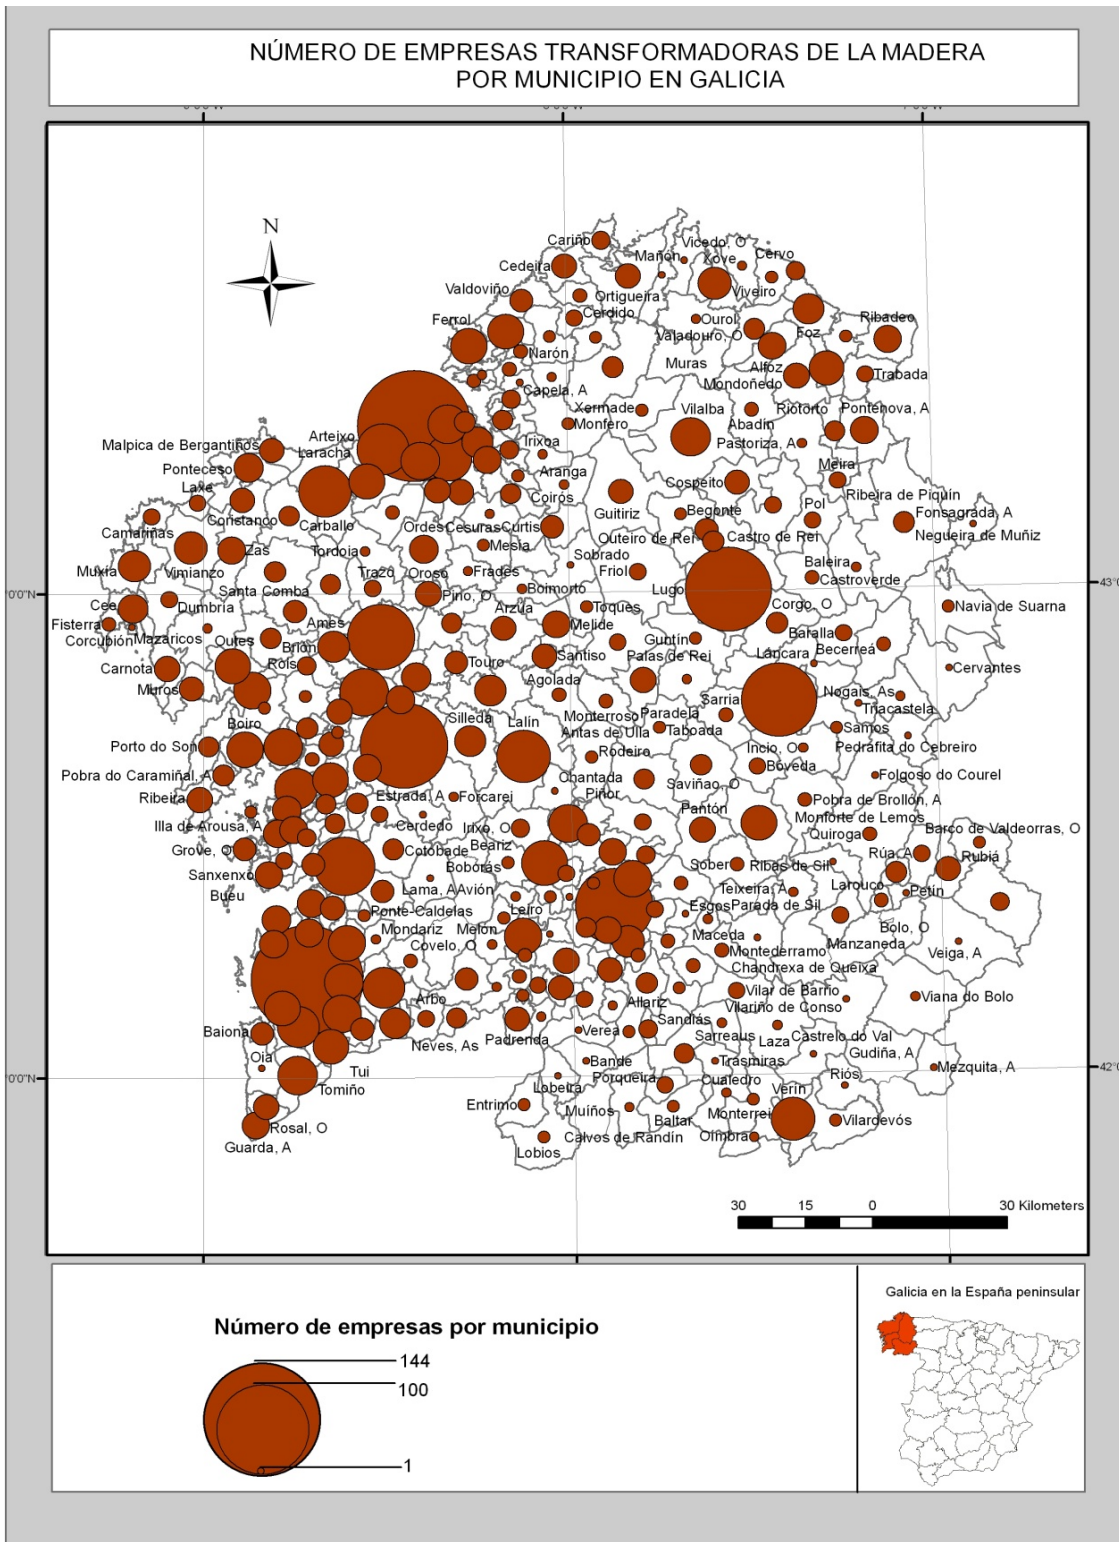 NÚMERO DE EMPRESAS TRANSFORMADORAS DE LA MADERA
POR MUNICIPIO EN GALICIA
N
Cariño
Vicedo, O
Mañón
Xove
Cervo
Cedeira
Valdoviño
Ortigueira
Viveiro
Cerdido
Ferrol
Ourol
Ribadeo
Valadouro, O
Foz
Narón
Muras
Alfoz
Trabada
Capela, A
Mondoñedo
Xermade
Vilalba
Riotorto
Pontenova, A
Monfero
Abadín
Arteixo
Irixoa
Pastoriza, A
Malpica de Bergantiños
Laracha
Ponteceso
Aranga
Meira
Laxe
Cospeito
Ribeira de Piquín
Coirós
Fonsagrada, A
Carballo
Guitiriz
Begonte
Pol
Camariñas
Ordes
Cesuras
Curtis
Negueira de Muñiz
Outeiro de Rei
Castro de Rei
Zas
Tordoia
Mesía
Sobrado
Baleira
Muxía
Vimianzo
Trazo
Oroso
Frades
Friol
Castroverde
Santa Comba
Boimorto
Lugo
Pino, O
Cee
Dumbría
Arzúa
Toques
Corgo, O
Navia de Suarna
Fisterra
Ames
Melide
Corcubión
Mazaricos
Outes
Brión
Guntín
Baralla
Becerreá
Carnota
Rois
Touro
Santiso
Palas de Rei
Láncara
Cervantes
Muros
Agolada
Sarria
Nogais, As
Triacastela
Boiro
Silleda
Lalín
Monterroso
Paradela
Antas de Ulla
Taboada
Samos
Porto do Son
Rodeiro
Incio, O
Pedrafita do Cebreiro
Bóveda
Pobra do Caramiñal, A
Chantada
Saviñao, O
Folgoso do Courel
Ribeira
Estrada, A
Forcarei
Piñor
Pantón
Pobra de Brollón, A
Illa de Arousa, A
Cerdedo
Irixo, O
Monforte de Lemos
Quiroga
Barco de Valdeorras, O
Grove, O
Cotobade
Beariz
Sober
Ribas de Sil
Rúa, A
Rubiá
Sanxenxo
Boborás
Bueu
Lama, A
Avión
Teixeira, A
Larouco
Petín
Ponte-Caldelas
Leiro
Esgos
Parada de Sil
Mondariz
Melón
Maceda
Bolo, O
Covelo, O
Montederramo
Manzaneda
Veiga, A
Chandrexa de Queixa
Arbo
Allariz
Vilar de Barrio
Viana do Bolo
Vilariño de Conso
Baiona
Neves, As
Padrenda
Verea
Sandiás
Sarreaus
Laza
Castrelo do Val
Oia
Gudiña, A
Tui
Bande
Trasmiras
Mezquita, A
Tomiño
Lobeira
Porqueira
Cualedro
Verín
Riós
Entrimo
Muíños
Monterrei
Rosal, O
Baltar
Vilardevós
Guarda, A
Calvos de Randín
Oímbra
Lobios
30 15 0 30 Kilometers
Número de empresas por municipio
144
100
1
Galicia en la España peninsular